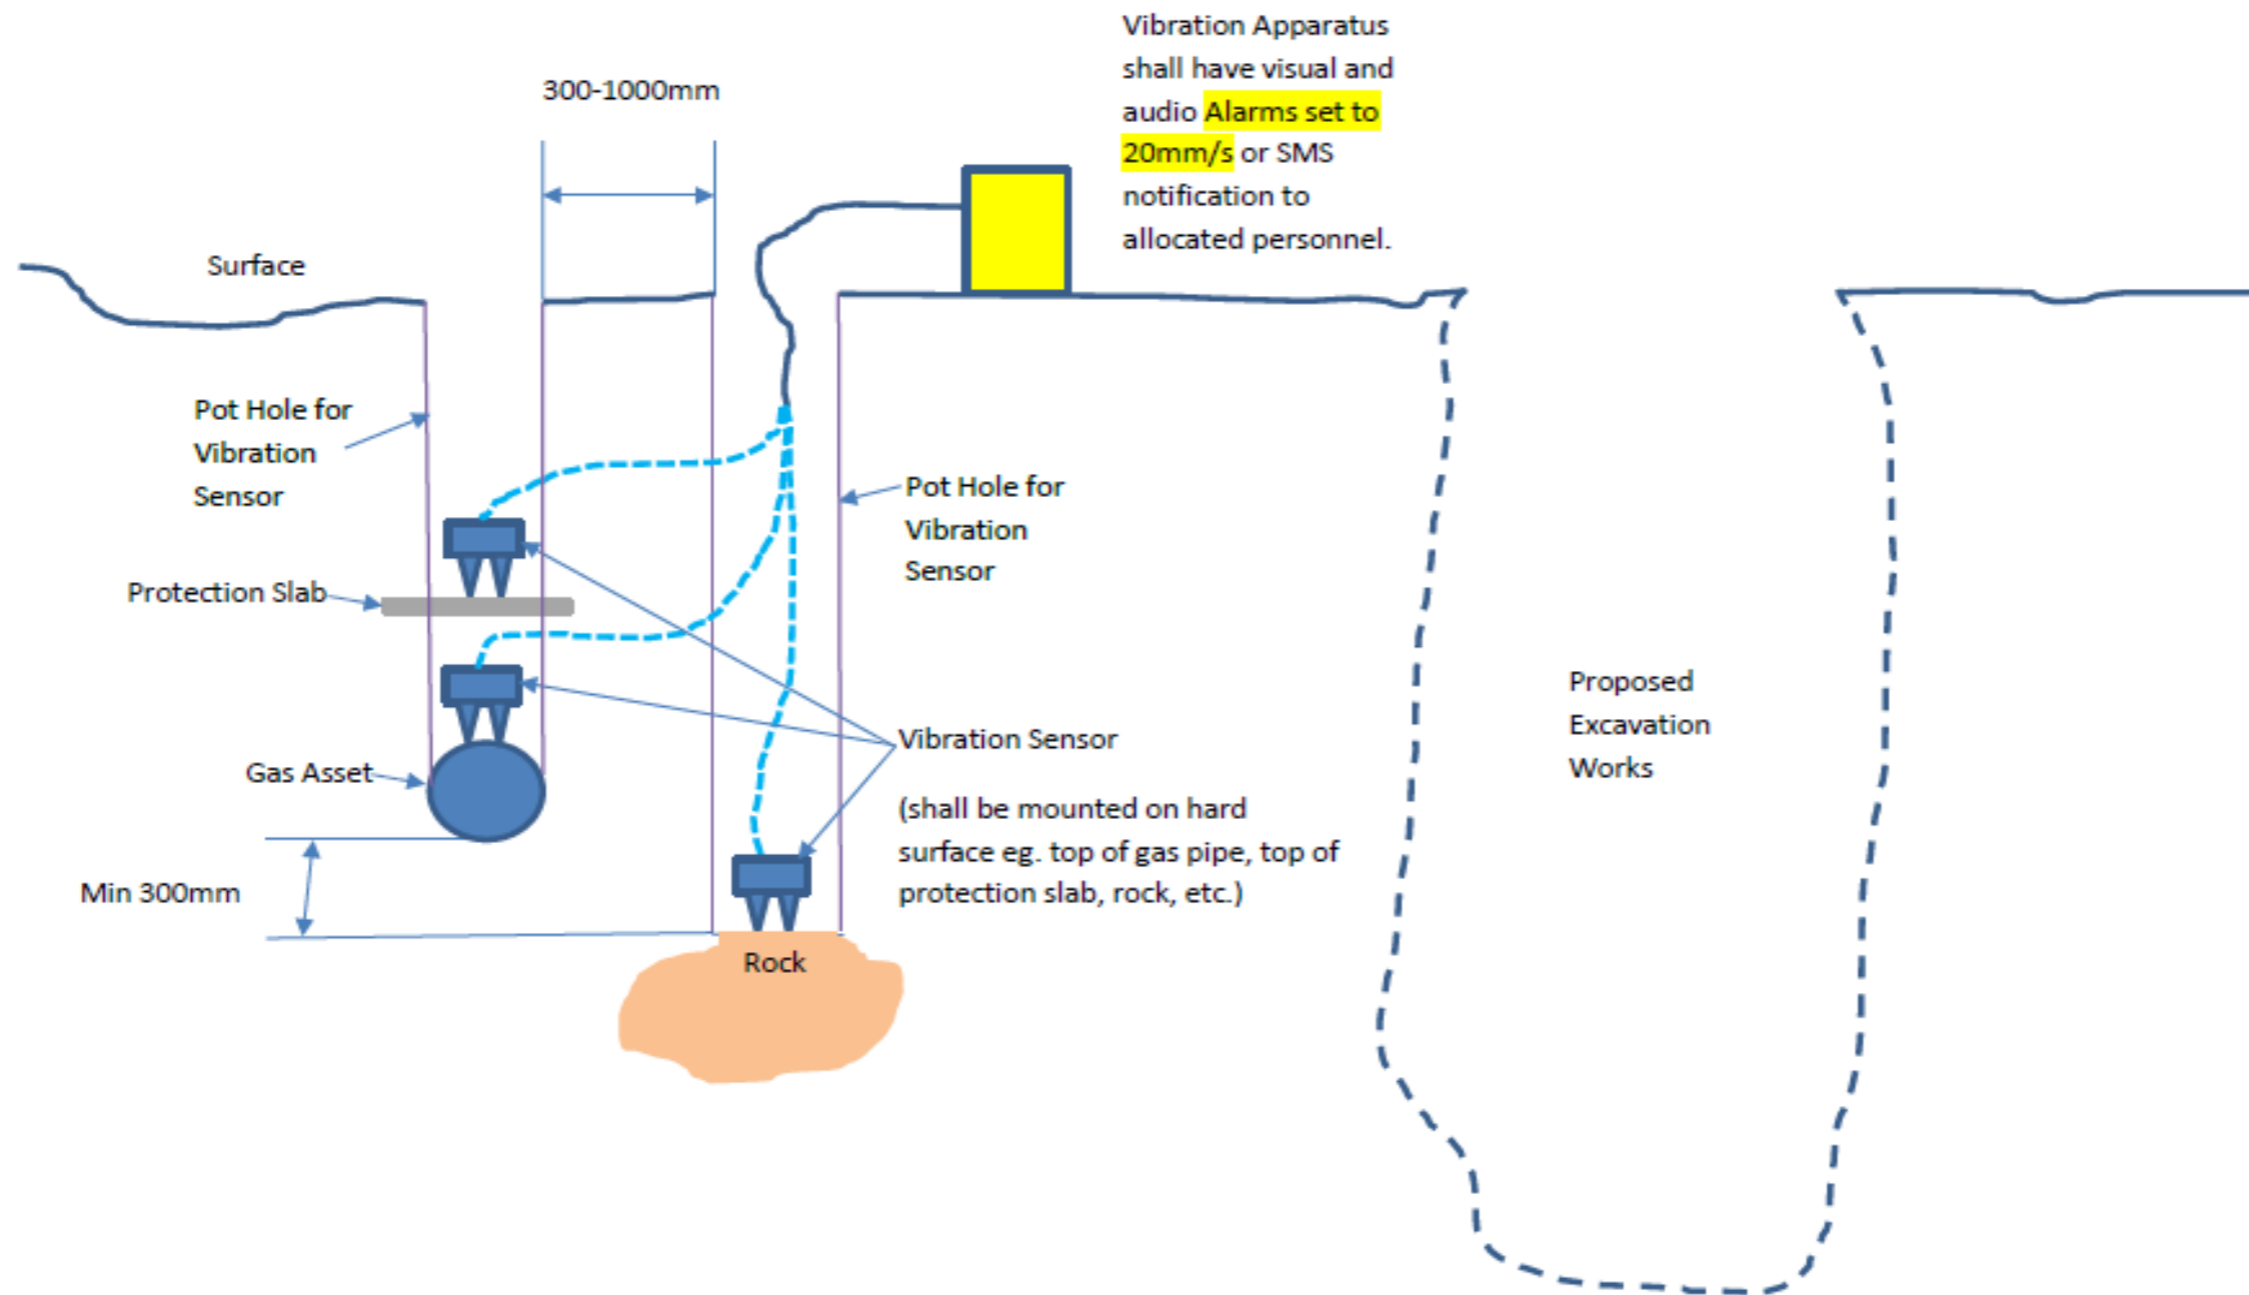 Vibration Apparatus
shall have visual and
audio Alarms set to
20mm/s or SMS
notification to
allocated personnel.
300-1000mm
Surface
Pot Hole for
Vibration
Sensor
Pot Hole for
Vibration
Sensor
Protection Slab
Proposed
Excavation
Works
Vibration Sensor
Gas Asset
(shall be mounted on hard
surface eg. top of gas pipe, top of
protection slab, rock, etc.)
Min 300mm
Rock